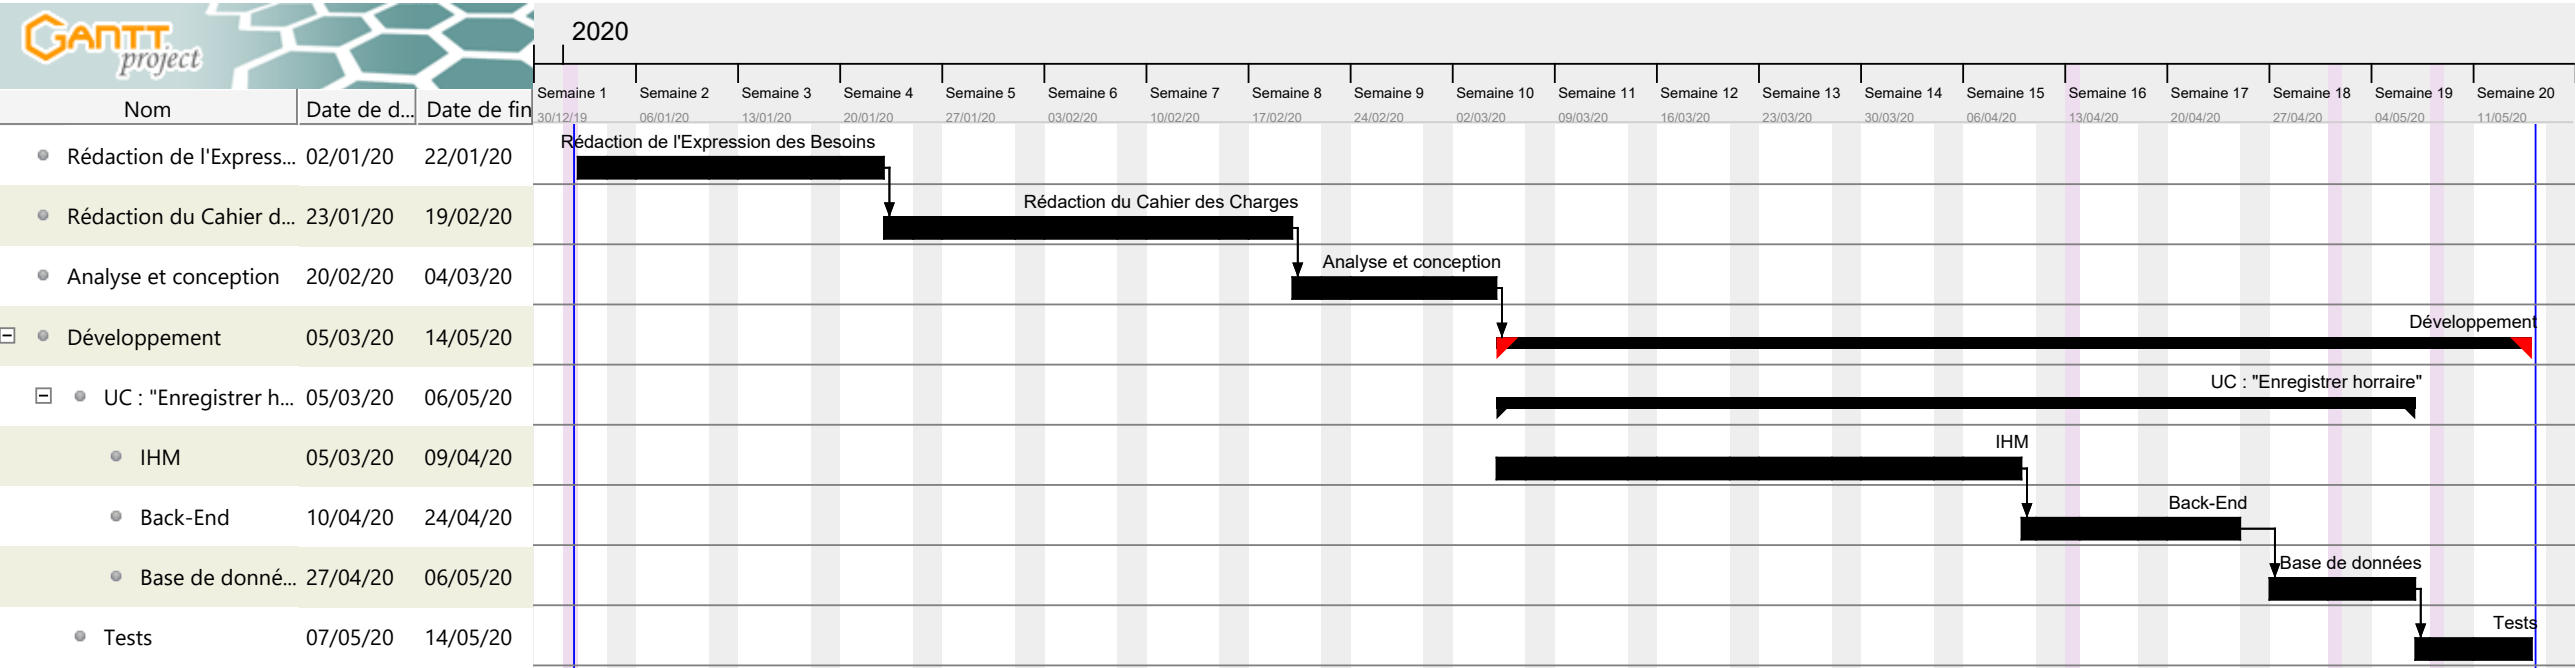 GANTT
project
2020
Nom Date de d... Date de fin
Semaine 1 Semaine 2 Semaine 3 Semaine 4 Semaine 5 Semaine 6 Semaine 7 Semaine 8 Semaine 9 Semaine 10 Semaine 11 Semaine 12 Semaine 13 Semaine 14 Semaine 15 Semaine 16 Semaine 17 Semaine 18 Semaine 19 Semaine 20
30/12/19 06/01/20 13/01/20 20/01/20 27/01/20 03/02/20 10/02/20 17/02/20 24/02/20 02/03/20 09/03/20 16/03/20 23/03/20 30/03/20 06/04/20 13/04/20 20/04/20 27/04/20 04/05/20 11/05/20
Rédaction de l'Express... 02/01/20 22/01/20
Rédaction de l'Expression des Besoins
Rédaction du Cahier d... 23/01/20 19/02/20
Rédaction du Cahier des Charges
Analyse et conception 20/02/20 04/03/20
Analyse et conception
Développement 05/03/20 14/05/20
Développement
UC : "Enregistrer h... 05/03/20 06/05/20
UC : "Enregistrer horraire"
IHM 05/03/20 09/04/20
IHM
Back-End 10/04/20 24/04/20
Back-End
Base de donné... 27/04/20 06/05/20
Base de données
Tests 07/05/20 14/05/20
Tests